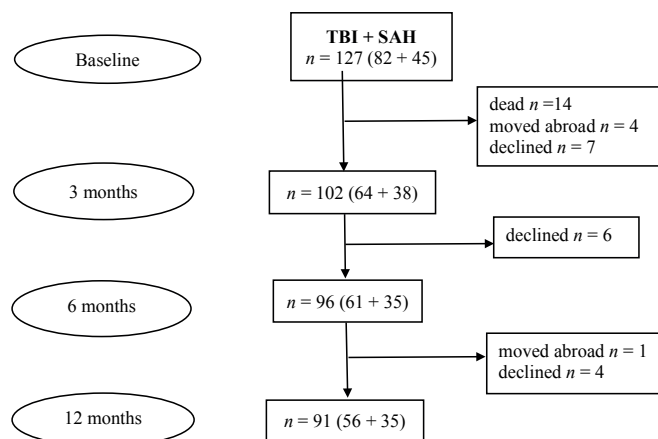 Baseline
TBI + SAH
n = 127 (82 + 45)
dead n =14
moved abroad n = 4
declined n = 7
3 months
n = 102 (64 + 38)
declined n = 6
6 months
n = 96 (61 + 35)
moved abroad n = 1
declined n = 4
12 months
n = 91 (56 + 35)